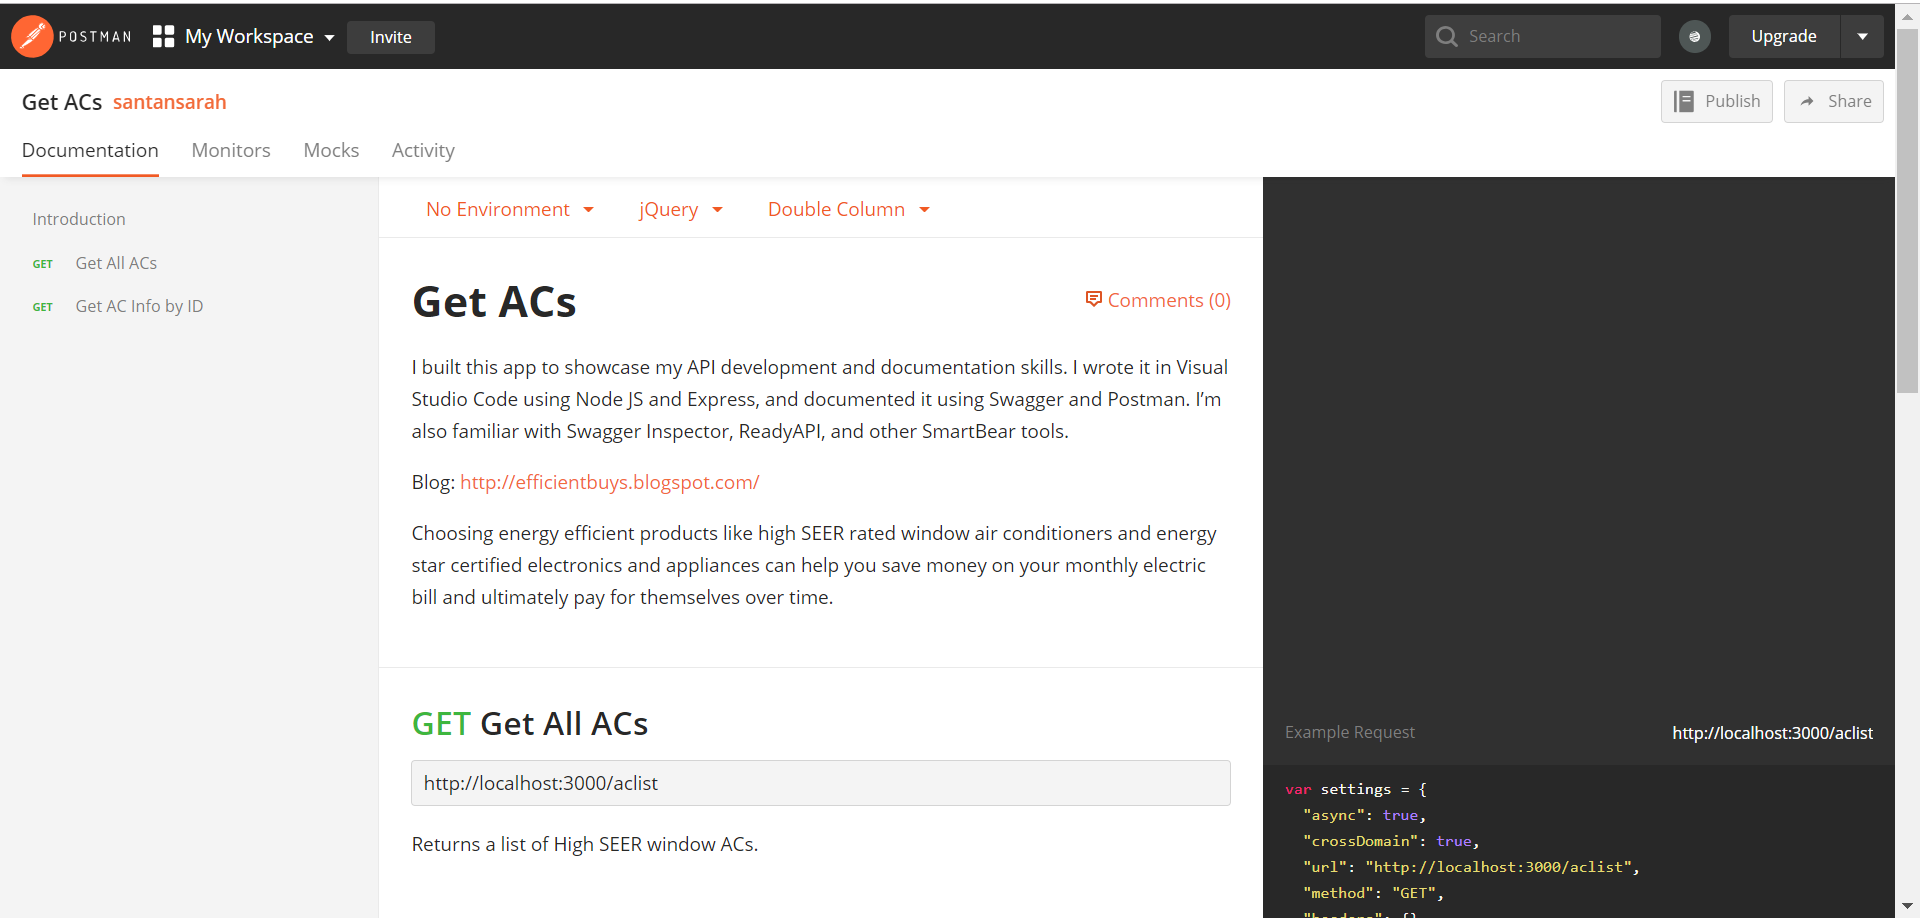 POSTMAN My Workspace Invite Search Upgrade
Get ACs santansarah Publish Share
Documentation Monitors Mocks Activity
Introduction
GET Get All ACs
GET Get AC Info by ID
No Environment jQuery Double Column
Get ACs Comments (0)
I built this app to showcase my API development and documentation skills. I wrote it in Visual
Studio Code using Node JS and Express, and documented it using Swagger and Postman. I’m
also familiar with Swagger Inspector, ReadyAPI, and other SmartBear tools.
Blog: http://efficientbuys.blogspot.com/
Choosing energy efficient products like high SEER rated window air conditioners and energy
star certified electronics and appliances can help you save money on your monthly electric
bill and ultimately pay for themselves over time.
GET Get All ACs
http://localhost:3000/aclist
Returns a list of High SEER window ACs.
Example Request http://localhost:3000/aclist
var settings = {
"async": true,
"crossDomain": true,
"url": "http://localhost:3000/aclist",
"method": "GET",
"headers": {}